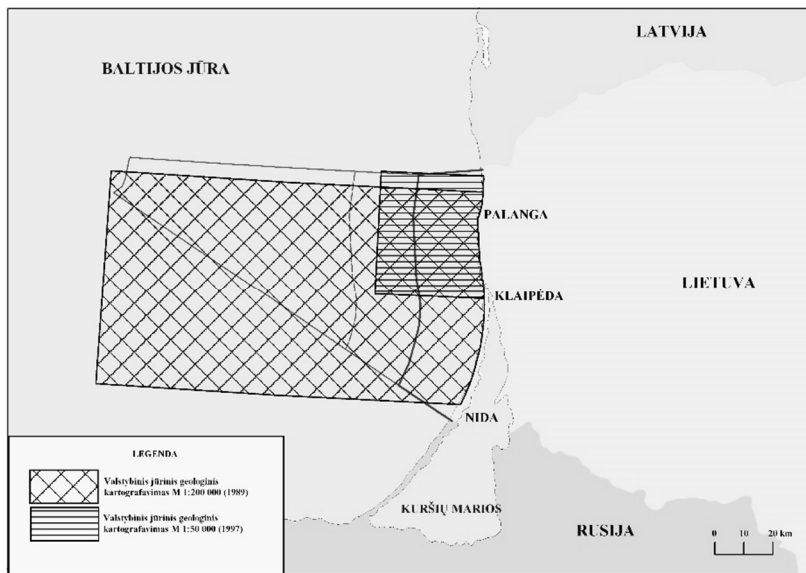 LATVIJA
BALTIJOS JŪRA
PALANGA
LIETUVA
KLAIPĖDA
NIDA
LEGENDA
Valstybinis jūrinis geologinis
kartografavimas M 1:200 000 (1989)
Valstybinis jūrinis geologinis
kartografavimas M 1:50 000 (1997)
KURŠIŲ MARIOS
RUSIJA
0 10 20 km